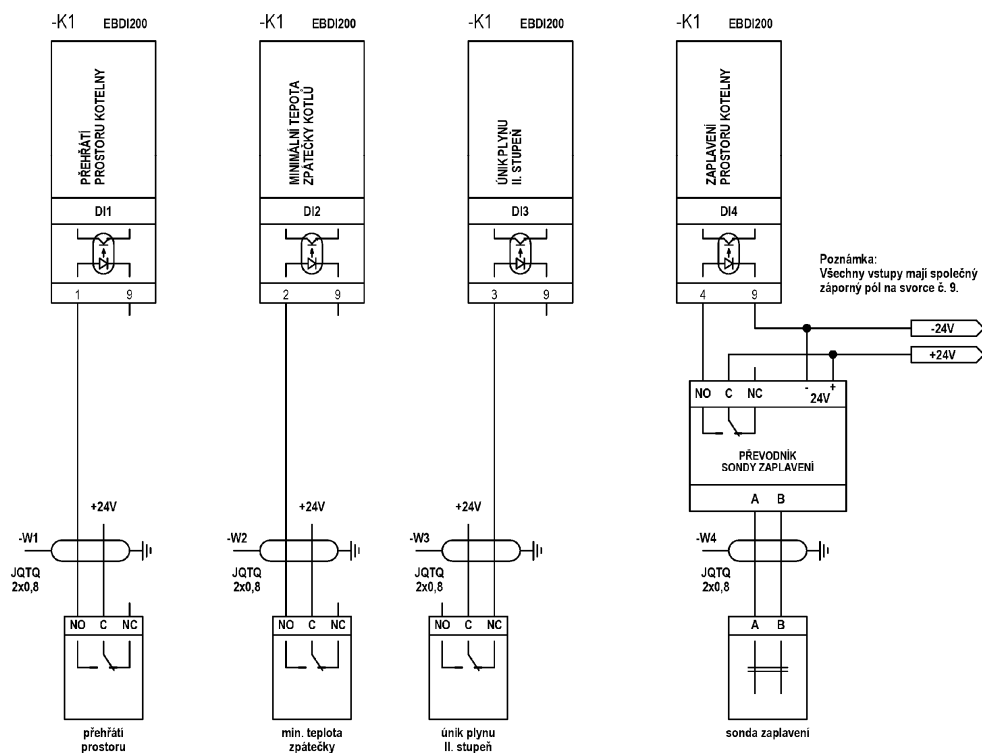 -K1 EBDI200
PŘEHŘÁTÍ
PROSTORU KOTELNY
DI1
1 9
-K1 EBDI200
MINIMÁLNÍ TEPOTA
ZPÁTEČKY KOTLŮ
DI2
2 9
-K1 EBDI200
ÚNIK PLYNU
II. STUPEŇ
DI3
3 9
-K1 EBDI200
ZAPLAVENÍ
PROSTORU KOTELNY
DI4
4 9
Poznámka:
Všechny vstupy mají společný
záporný pól na svorce č. 9.
-24V
+24V
NO C NC - +
24V
PŘEVODNÍK
SONDY ZAPLAVENÍ
A B
+24V
-W1
JQTQ
2x0,8
NO C NC
přehřátí
prostoru
+24V
-W2
JQTQ
2x0,8
NO C NC
min. teplota
zpátečky
+24V
-W3
JQTQ
2x0,8
NO C NC
únik plynu
II. stupeň
-W4
JQTQ
2x0,8
A B
sonda zaplavení